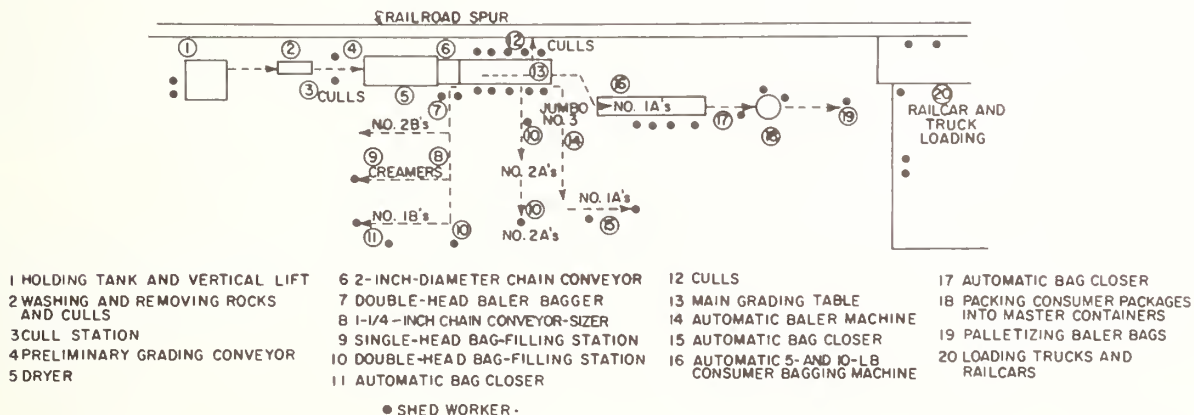 RAILROAD SPUR
1
2
4
6
12
CULLS
3
CULLS
5
13
16
NO. 1A's
7
JUMBO
NO. 3
10
14
17
18
19
20
RAILCAR AND
TRUCK
LOADING
NO. 2B's
9
8
CREAMERS
NO. 2A's
NO. 1A's
NO. 1B's
11
10
10
NO. 2A's
15
1 HOLDING TANK AND VERTICAL LIFT
2 WASHING AND REMOVING ROCKS
AND CULLS
3 CULL STATION
4 PRELIMINARY GRADING CONVEYOR
5 DRYER
6 2-INCH-DIAMETER CHAIN CONVEYOR
7 DOUBLE-HEAD BALER BAGGER
8 1-1/4-INCH CHAIN CONVEYOR-SIZER
9 SINGLE-HEAD BAG-FILLING STATION
10 DOUBLE-HEAD BAG-FILLING STATION
11 AUTOMATIC BAG CLOSER
12 CULLS
13 MAIN GRADING TABLE
14 AUTOMATIC BALER MACHINE
15 AUTOMATIC BAG CLOSER
16 AUTOMATIC 5- AND 10-LB
CONSUMER BAGGING MACHINE
17 AUTOMATIC BAG CLOSER
18 PACKING CONSUMER PACKAGES
INTO MASTER CONTAINERS
19 PALLETIZING BALER BAGS
20 LOADING TRUCKS AND
RAILCARS
● SHED WORKER.